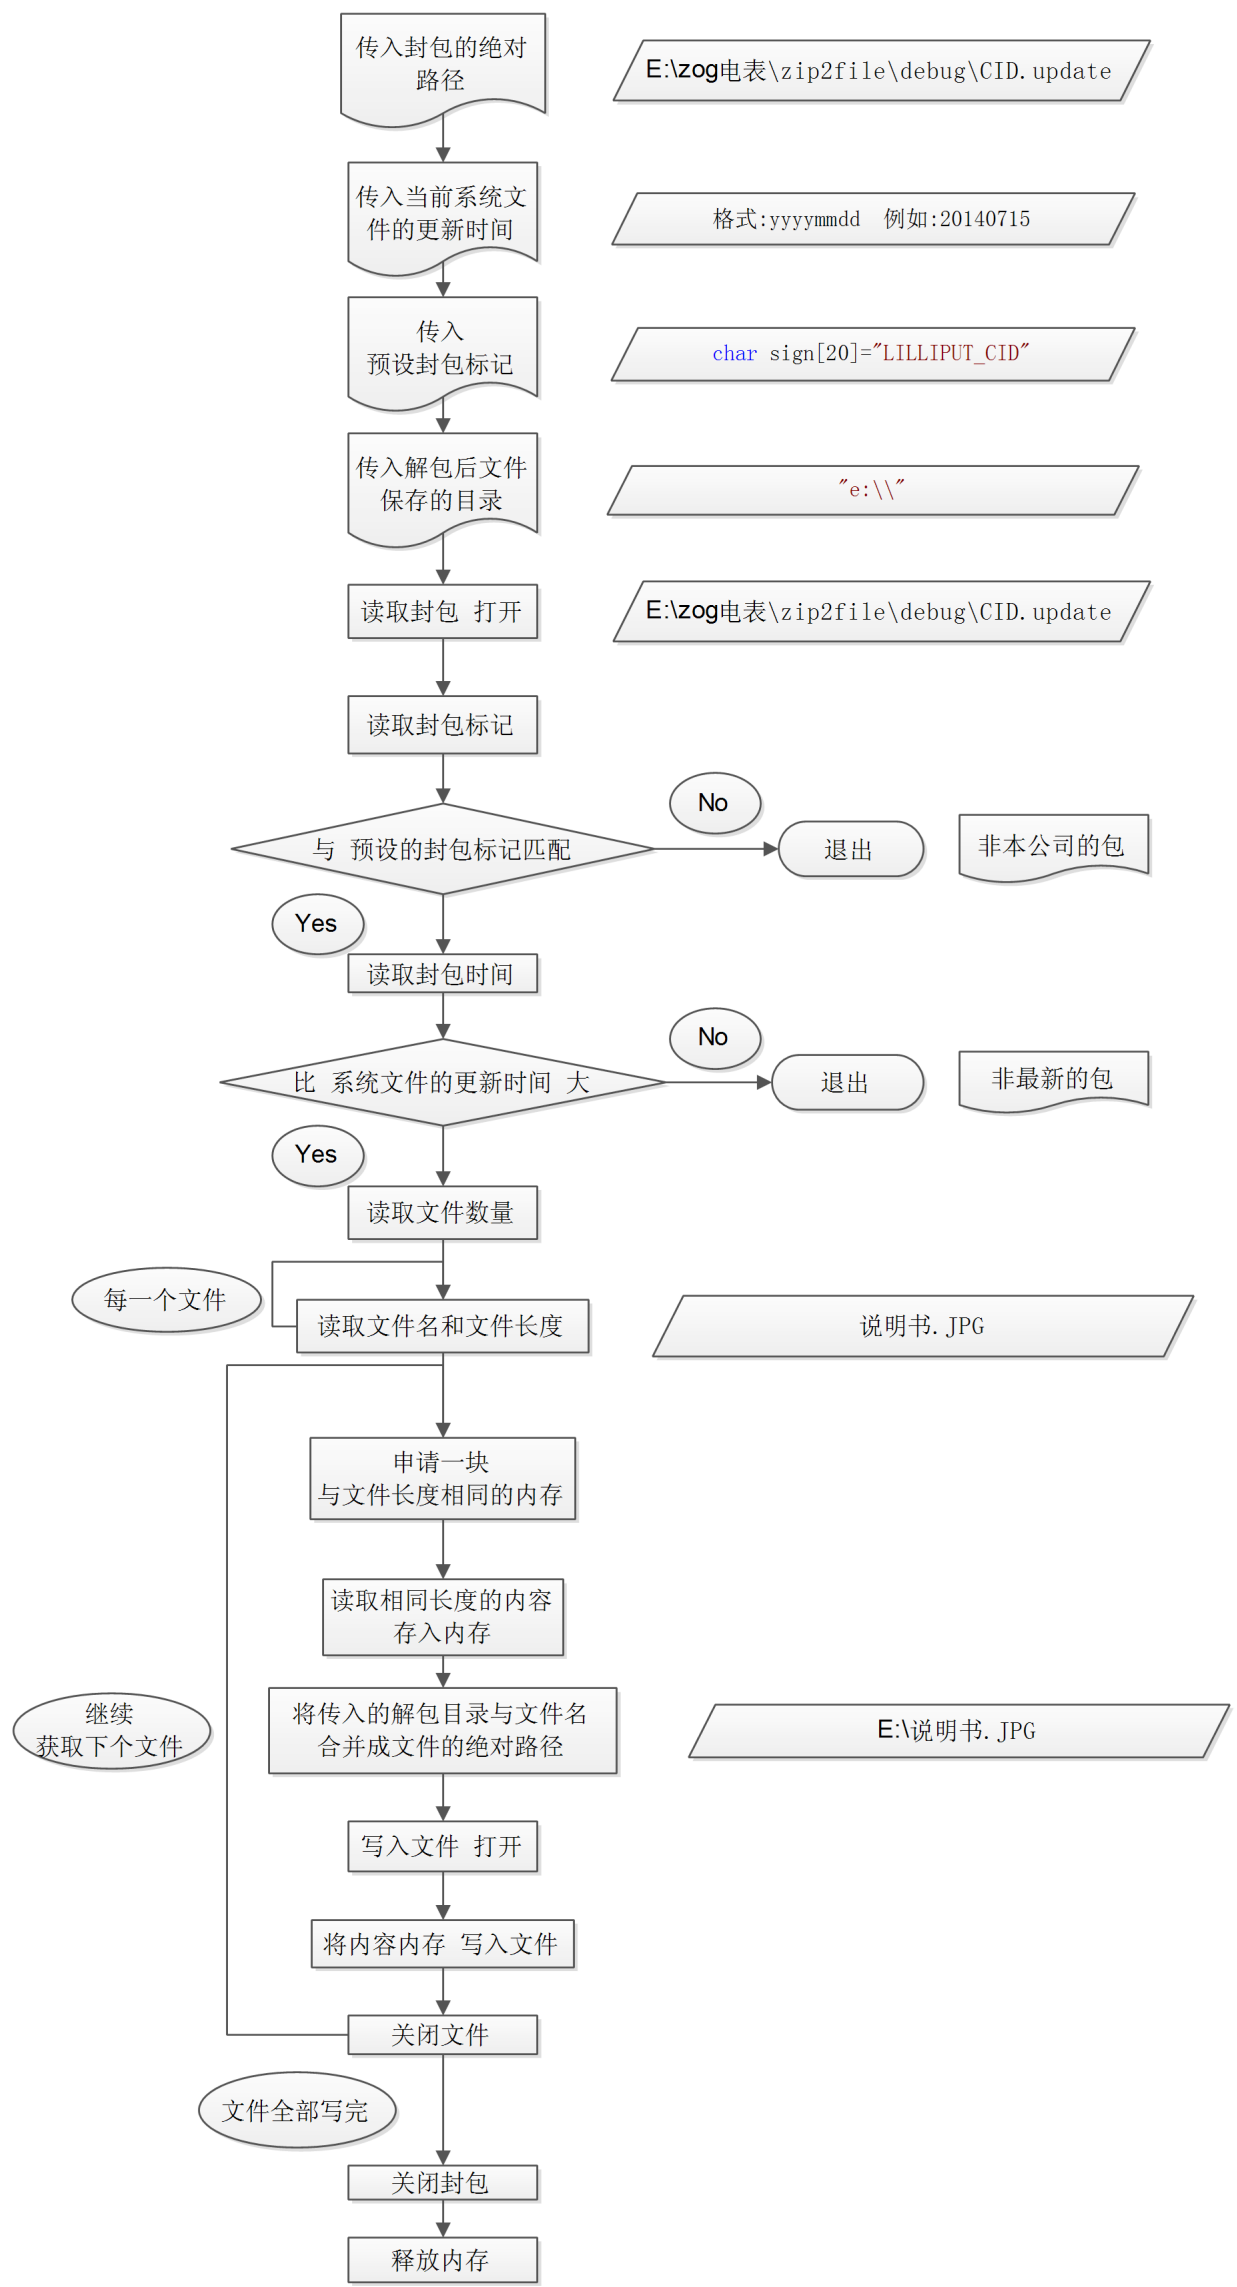 传入封包的绝对
路径
E:\zog电表\zip2file\debug\CID.update
传入当前系统文
件的更新时间
格式:yyyymmdd  例如:20140715
传入
预设封包标记
char sign[20]="LILLIPUT_CID"
传入解包后文件
保存的目录
"e:\\"
读取封包 打开
E:\zog电表\zip2file\debug\CID.update
读取封包标记
No
与 预设的封包标记匹配
退出
非本公司的包
Yes
读取封包时间
No
比 系统文件的更新时间 大
退出
非最新的包
Yes
读取文件数量
每一个文件
读取文件名和文件长度
说明书.JPG
申请一块
与文件长度相同的内存
读取相同长度的内容
存入内存
继续
获取下个文件
将传入的解包目录与文件名
合并成文件的绝对路径
E:\说明书.JPG
写入文件 打开
将内容内存 写入文件
关闭文件
文件全部写完
关闭封包
释放内存